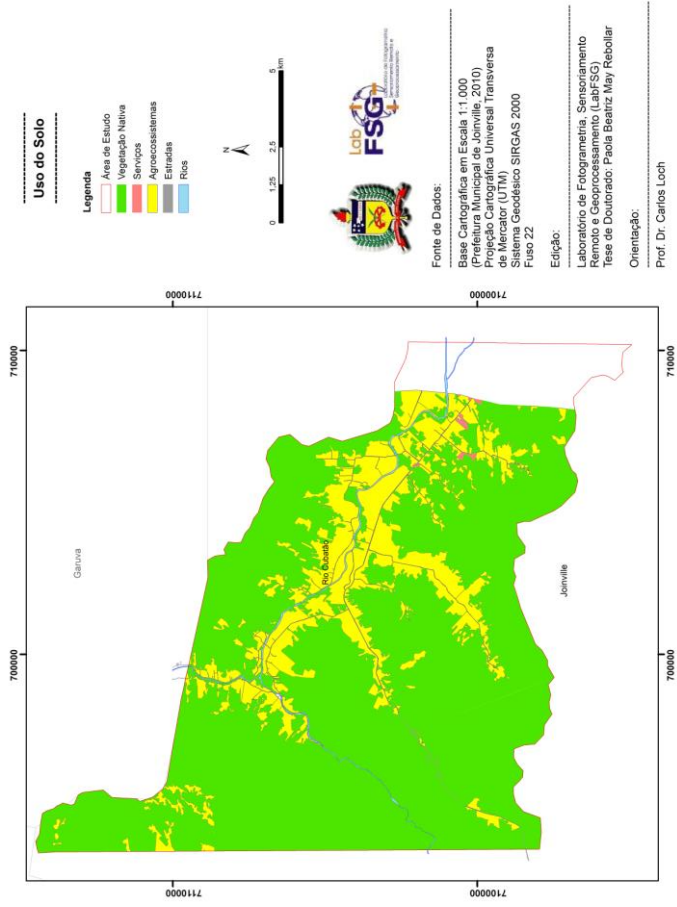 Uso do Solo
Legenda
Área de Estudo
Vegetação Nativa
Serviços
Agroecossistemas
Estradas
Rios
N
0 1,25 2,5 5
km
Lab
FSG
Fonte de Dados:
Base Cartográfica em Escala 1:1.000
(Prefeitura Municipal de Joinville, 2010)
Projeção Cartográfica Universal Transversa
de Mercator (UTM)
Sistema Geodésico SIRGAS 2000
Fuso 22
Edição:
Laboratório de Fotogrametria, Sensoriamento
Remoto e Geoprocessamento (LabFSG)
Tese de Doutorado: Paola Beatriz May Rebollar
Orientação:
Prof. Dr. Carlos Loch
700000 710000
7110000 7110000
Garuva
Rio Cubatão
Joinville
7100000 7100000
700000 710000